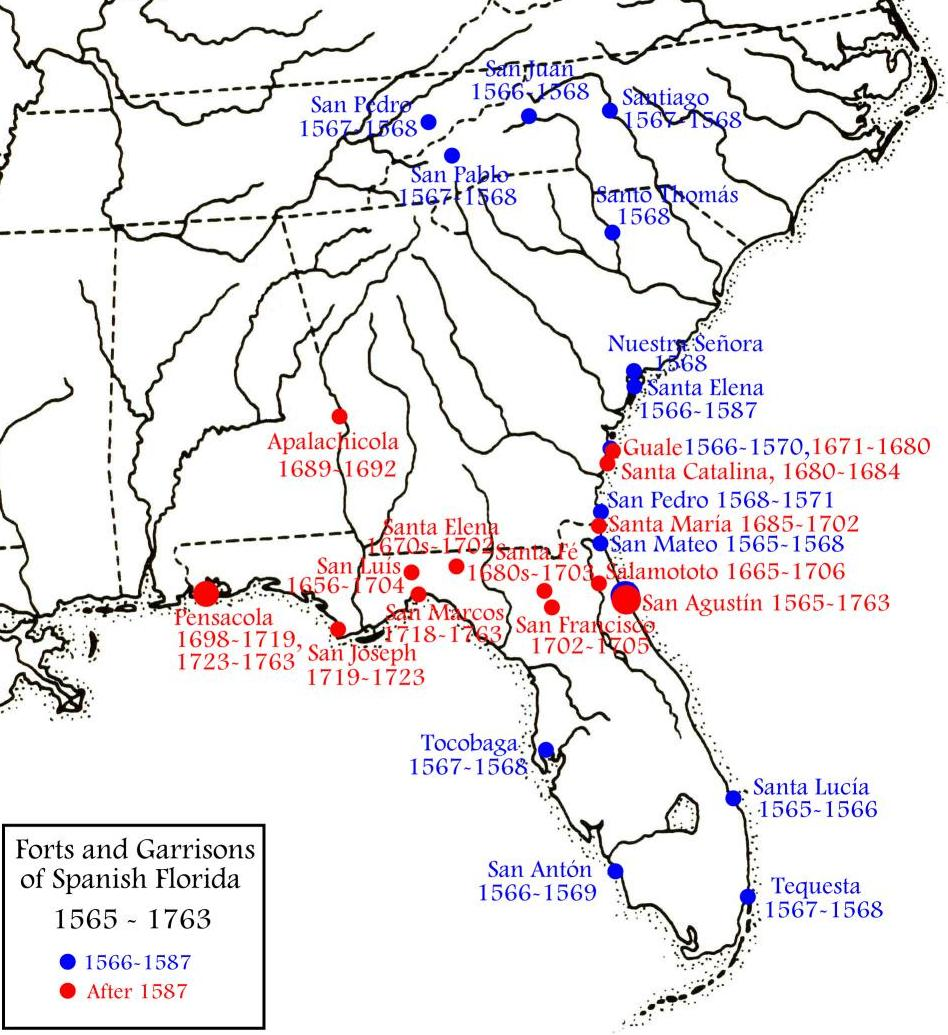 San Juan
1566-1568
San Pedro
1567-1568
Santiago
1567-1568
San Pablo
1567-1568
Santo Thomás
1568
Nuestra Señora
1568
Santa Elena
1566-1587
Guale 1566-1570, 1671-1680
Santa Catalina, 1680-1684
Apalachicola
1689-1692
San Pedro 1568-1571
Santa María 1685-1702
San Mateo 1565-1568
Santa Elena
1670s-1702
Santa Fé
1680s-1703
San Luís
1656-1704
Salamototo 1665-1706
San Agustín 1565-1763
San Marcos
1718-1763
San Francisco
1702-1705
Pensacola
1698-1719,
1723-1763
San Joseph
1719-1723
Tocobaga
1567-1568
Santa Lucía
1565-1566
San Antón
1566-1569
Tequesta
1567-1568
Forts and Garrisons
of Spanish Florida
1565 - 1763
1566-1587
After 1587